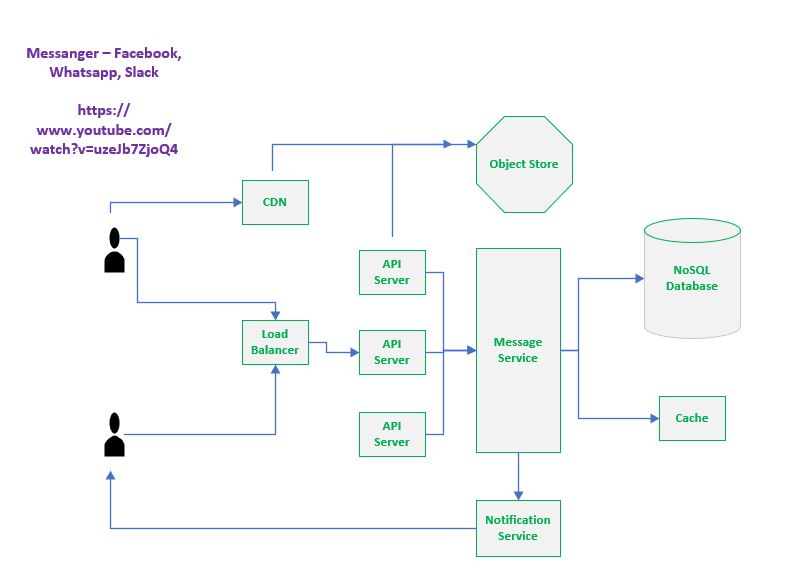 Messanger – Facebook,
Whatsapp, Slack
https://
www.youtube.com/
watch?v=uzeJb7ZjoQ4
Object Store
CDN
API
Server
NoSQL
Database
Load
Balancer
API
Server
Message
Service
API
Server
Cache
Notification
Service